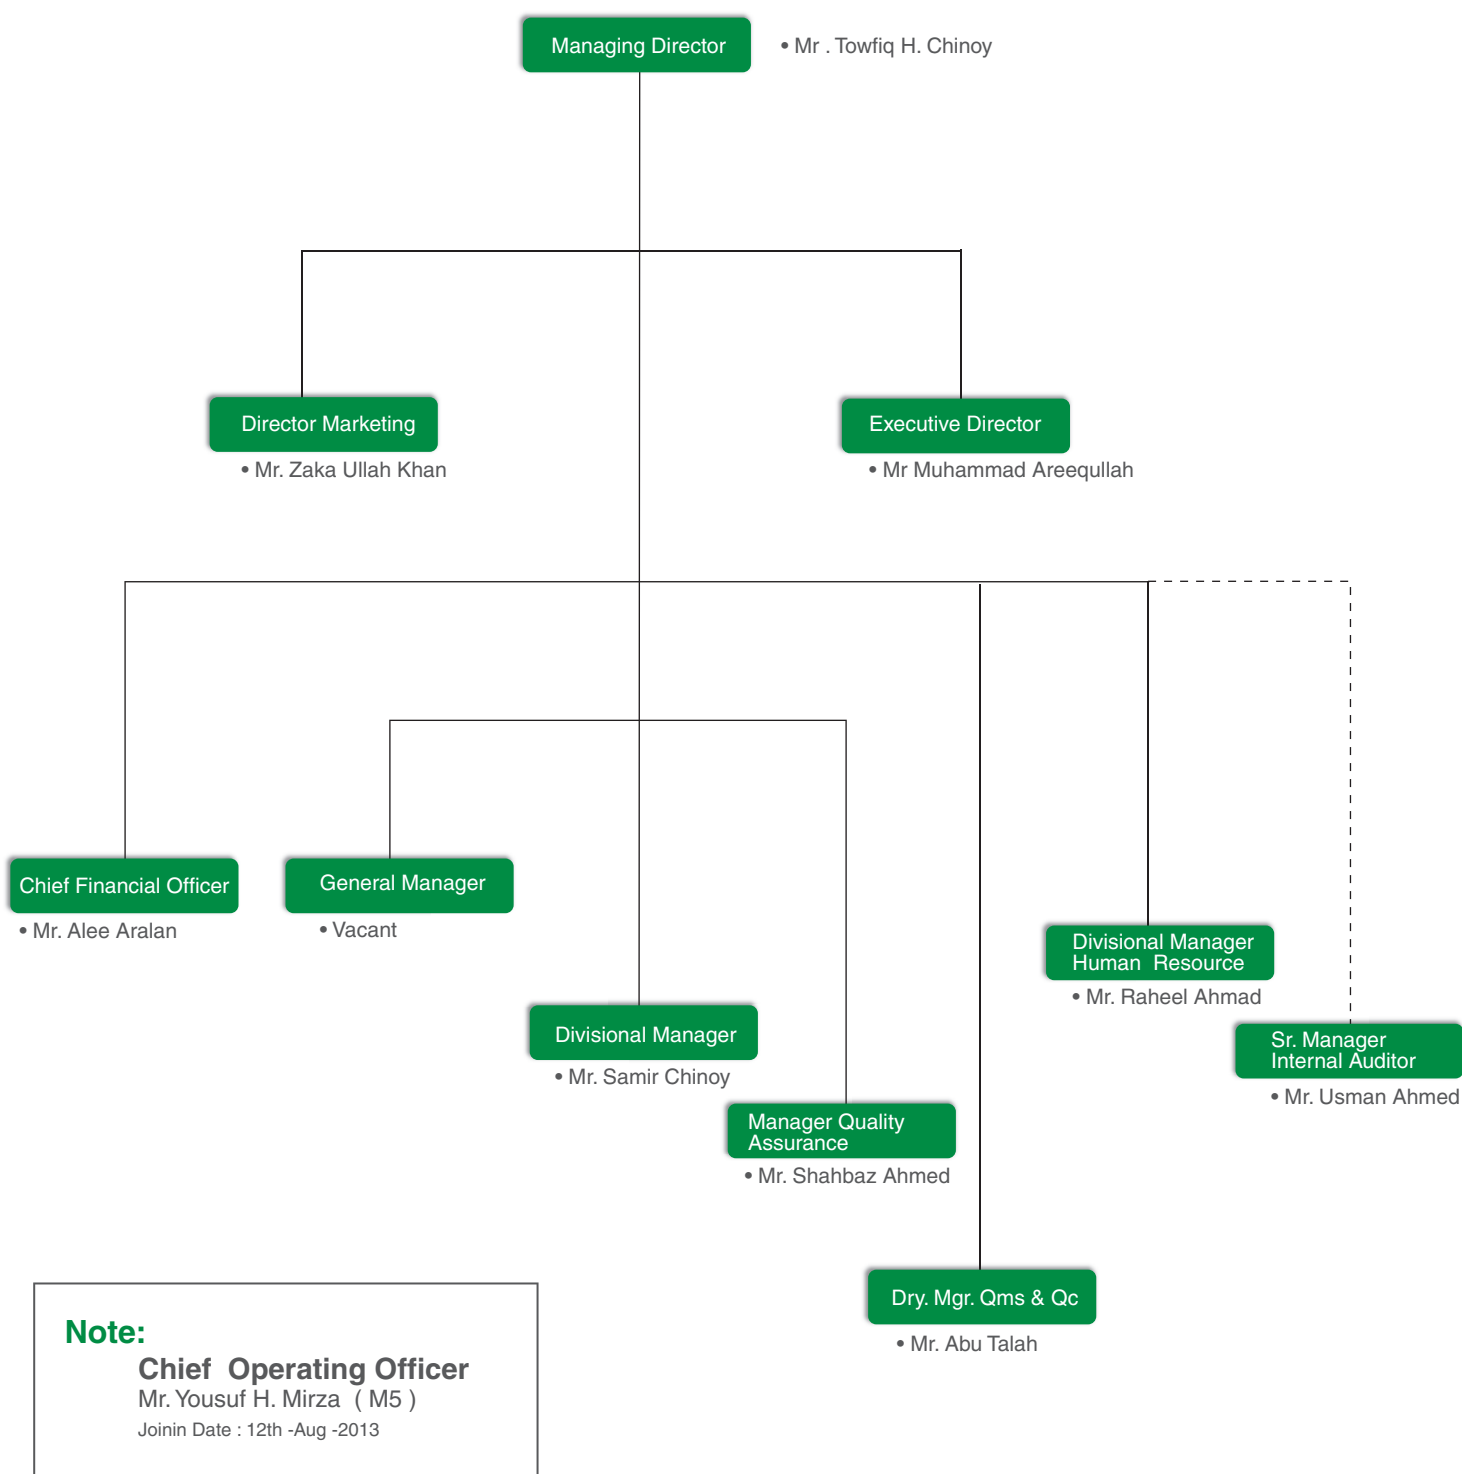 Managing Director
• Mr . Towfiq H. Chinoy
Director Marketing
• Mr. Zaka Ullah Khan
Executive Director
• Mr Muhammad Areequllah
Chief Financial Officer
• Mr. Alee Aralan
General Manager
• Vacant
Divisional Manager
Human Resource
• Mr. Raheel Ahmad
Divisional Manager
• Mr. Samir Chinoy
Sr. Manager
Internal Auditor
• Mr. Usman Ahmed
Manager Quality
Assurance
• Mr. Shahbaz Ahmed
Dry. Mgr. Qms & Qc
• Mr. Abu Talah
Note:
Chief Operating Officer
Mr. Yousuf H. Mirza ( M5 )
Joinin Date : 12th -Aug -2013